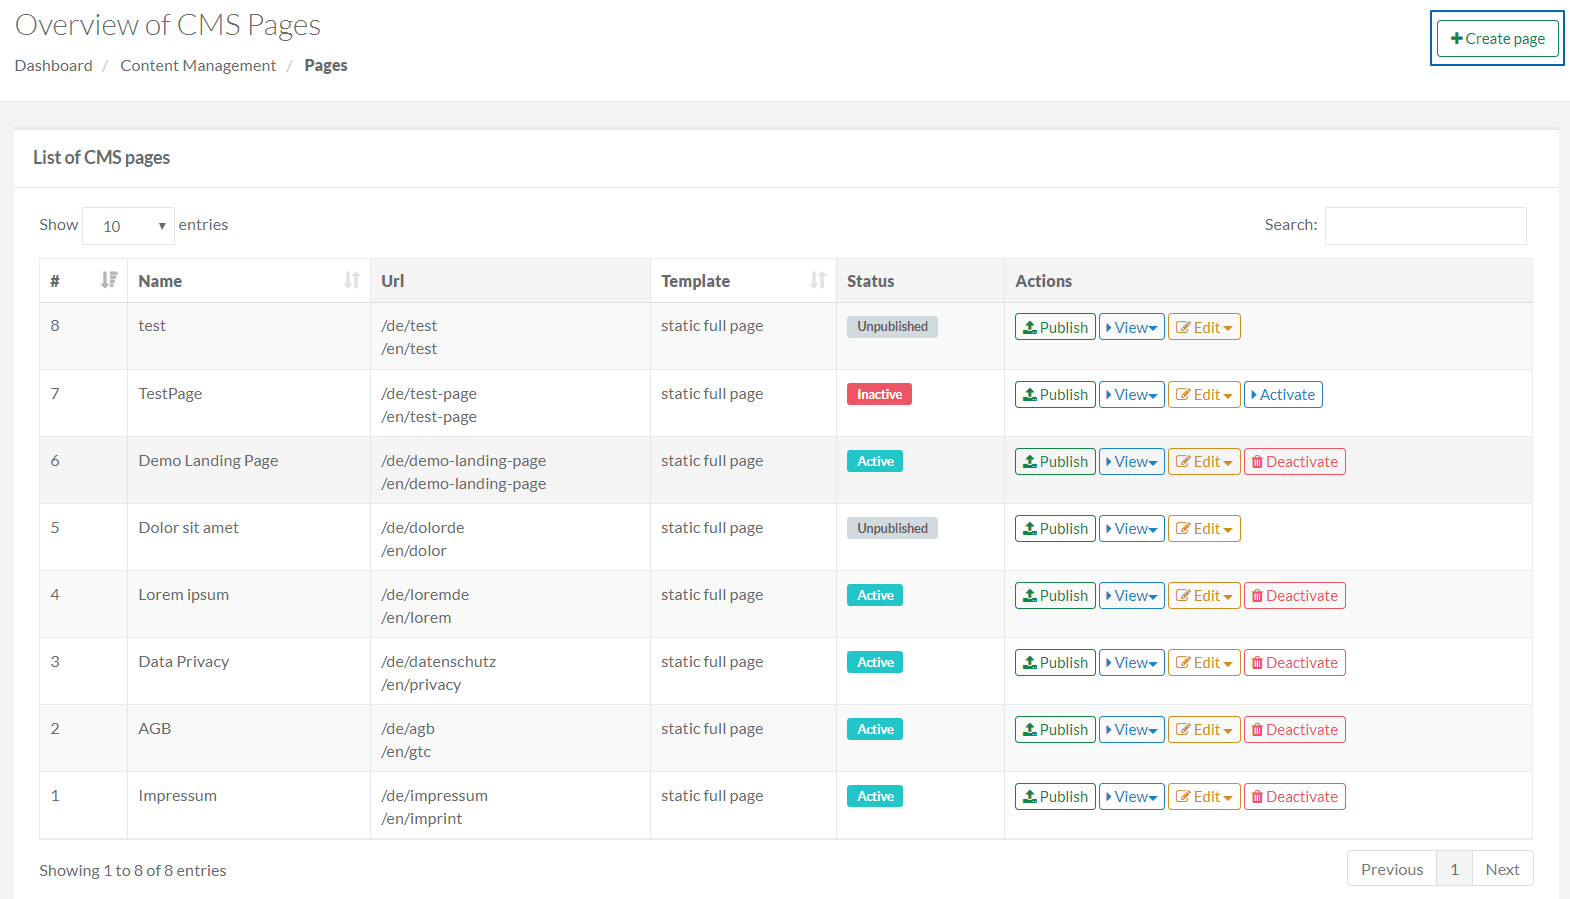 Overview of CMS Pages
Create page
Dashboard / Content Management / Pages
List of CMS pages
Show 10 entries Search:
# Name Url Template Status Actions
8 test /de/test static full page Unpublished Publish View Edit
/en/test
7 TestPage /de/test-page static full page Inactive Publish View Edit Activate
/en/test-page
6 Demo Landing Page /de/demo-landing-page static full page Active Publish View Edit Deactivate
/en/demo-landing-page
5 Dolor sit amet /de/dolorde static full page Unpublished Publish View Edit
/en/dolor
4 Lorem ipsum /de/loremde static full page Active Publish View Edit Deactivate
/en/lorem
3 Data Privacy /de/datenschutz static full page Active Publish View Edit Deactivate
/en/privacy
2 AGB /de/agb static full page Active Publish View Edit Deactivate
/en/gtc
1 Impressum /de/impressum static full page Active Publish View Edit Deactivate
/en/imprint
Showing 1 to 8 of 8 entries Previous 1 Next